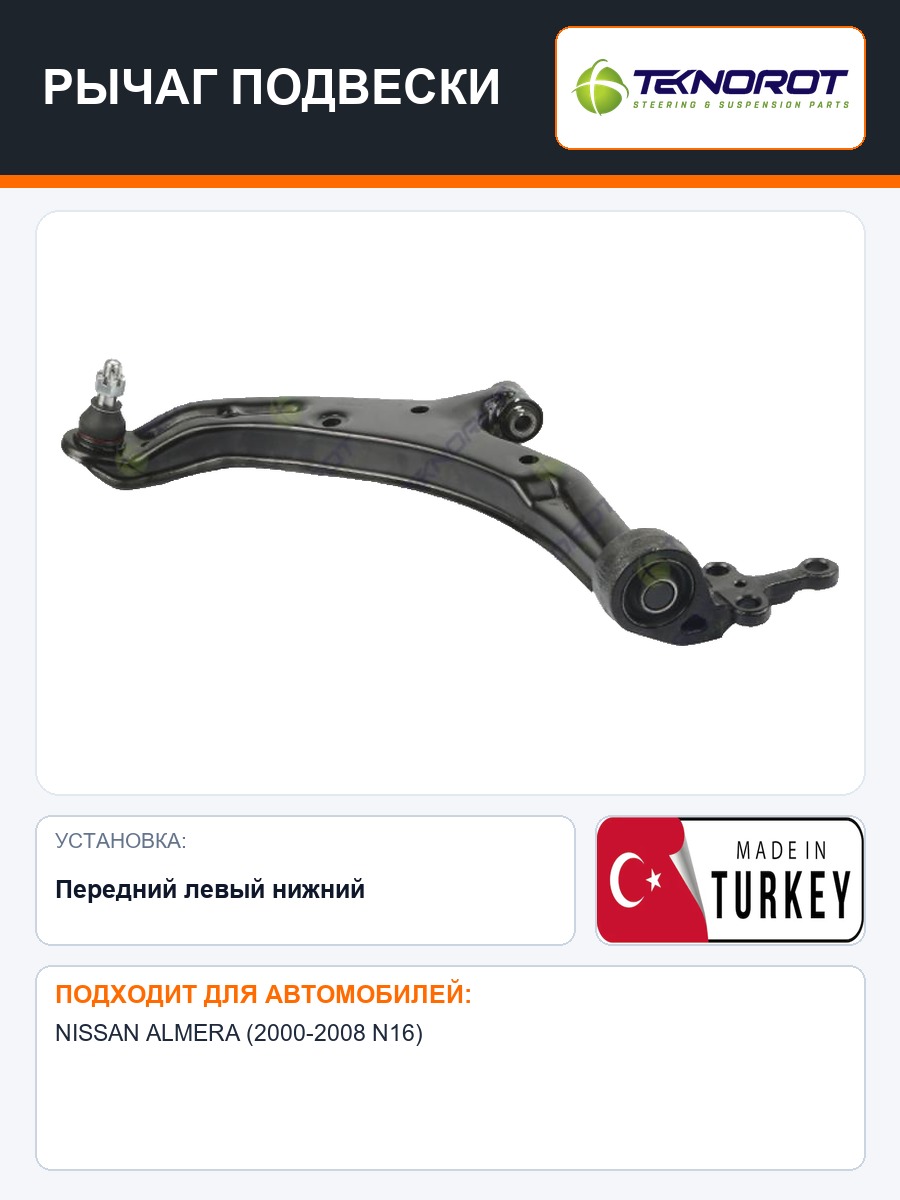 РЫЧАГ ПОДВЕСКИ
TEKNOROT
STEERING & SUSPENSION PARTS
УСТАНОВКА:
Передний левый нижний
MADE IN
TURKEY
ПОДХОДИТ ДЛЯ АВТОМОБИЛЕЙ:
NISSAN ALMERA (2000-2008 N16)